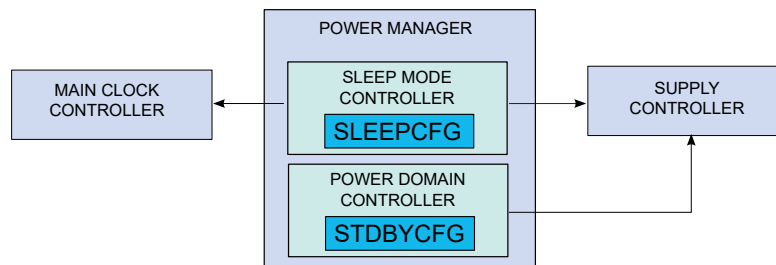 POWER MANAGER
SLEEP MODE
CONTROLLER
SLEEPCFG
MAIN CLOCK
CONTROLLER
SUPPLY
CONTROLLER
POWER DOMAIN
CONTROLLER
STDBYCFG